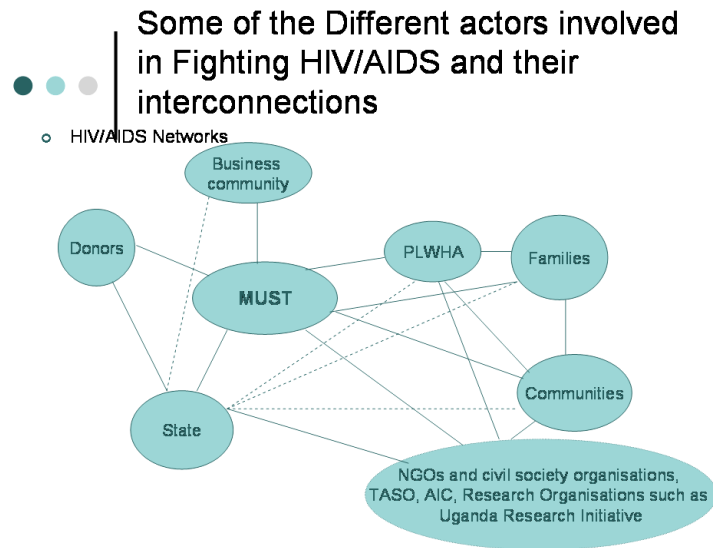 Some of the Different actors involved
in Fighting HIV/AIDS and their
interconnections
HIV/AIDS Networks
Business
community
Donors
PLWHA
Families
MUST
Communities
State
NGOs and civil society organisations,
TASO, AIC, Research Organisations such as
Uganda Research Initiative